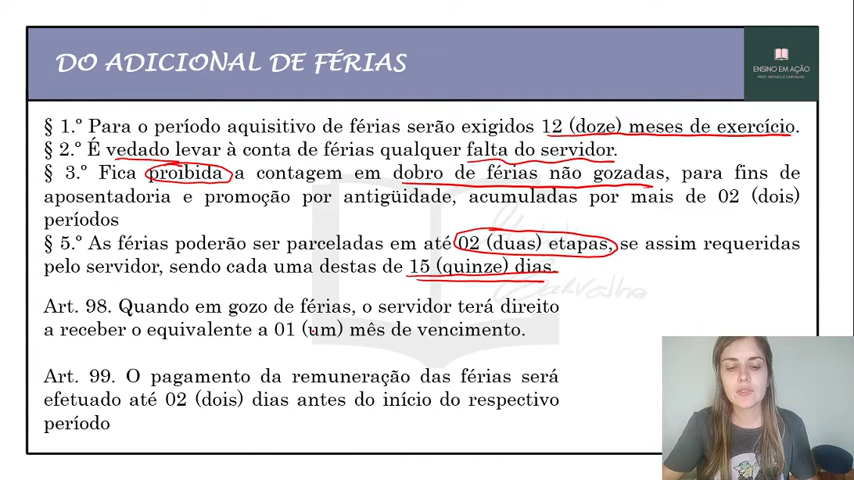 DO ADICIONAL DE FÉRIAS
ENSINO EM AÇÃO
PROF. MICHELLE CARVALHO
§ 1.º Para o período aquisitivo de férias serão exigidos 12 (doze) meses de exercício.
§ 2.º É vedado levar à conta de férias qualquer falta do servidor.
§ 3.º Fica proibida a contagem em dobro de férias não gozadas, para fins de
aposentadoria e promoção por antigüidade, acumuladas por mais de 02 (dois)
períodos
§ 5.º As férias poderão ser parceladas em até 02 (duas) etapas, se assim requeridas
pelo servidor, sendo cada uma destas de 15 (quinze) dias.
Carvalho
Art. 98. Quando em gozo de férias, o servidor terá direito
a receber o equivalente a 01 (um) mês de vencimento.
Art. 99. O pagamento da remuneração das férias será
efetuado até 02 (dois) dias antes do início do respectivo
período